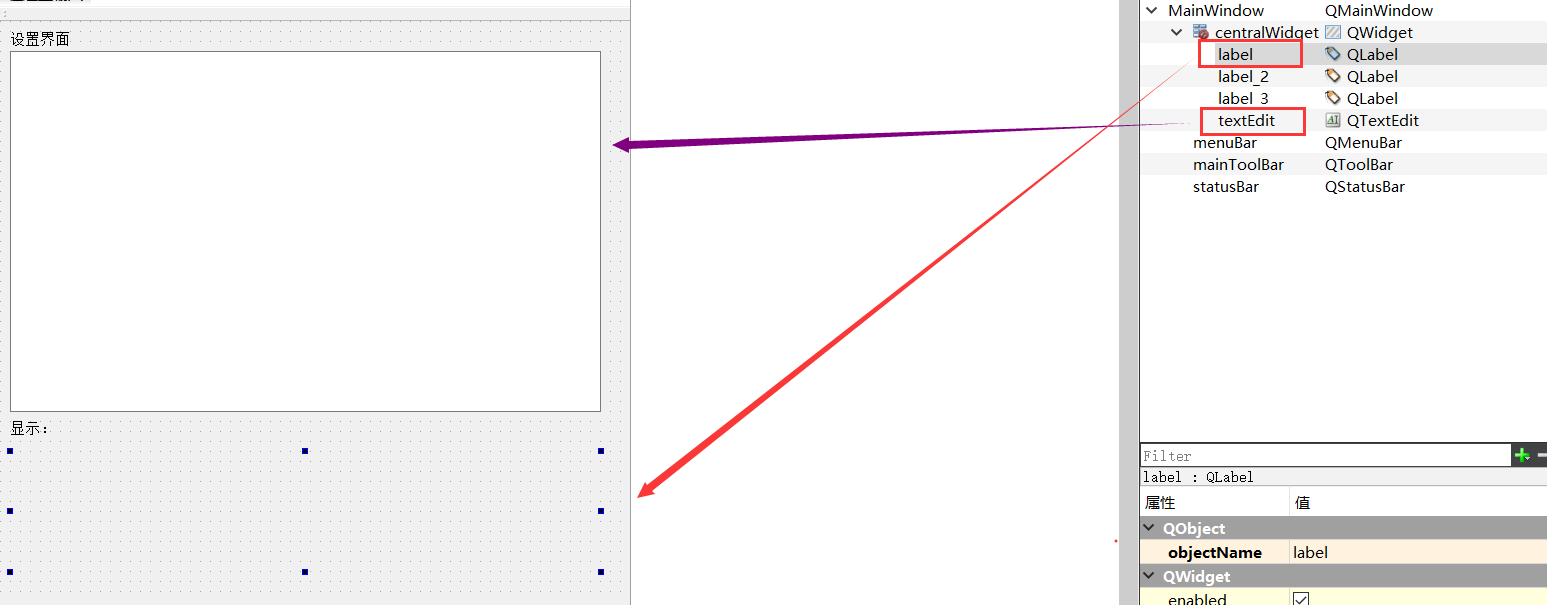 设置界面
显示：
MainWindow QMainWindow
centralWidget QWidget
label QLabel
label_2 QLabel
label_3 QLabel
textEdit AI QTextEdit
menuBar QMenuBar
mainToolBar QToolBar
statusBar QStatusBar
Filter
label : QLabel
属性 值
QObject
objectName label
QWidget
enabled